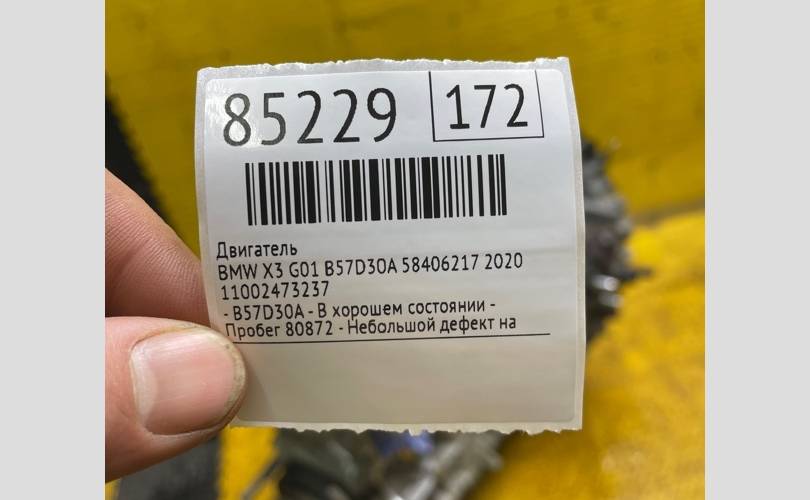 85229 172
Двигатель
BMW X3 G01 B57D30A 58406217 2020
11002473237
- B57D30A - В хорошем состоянии -
Пробег 80872 - Небольшой дефект на